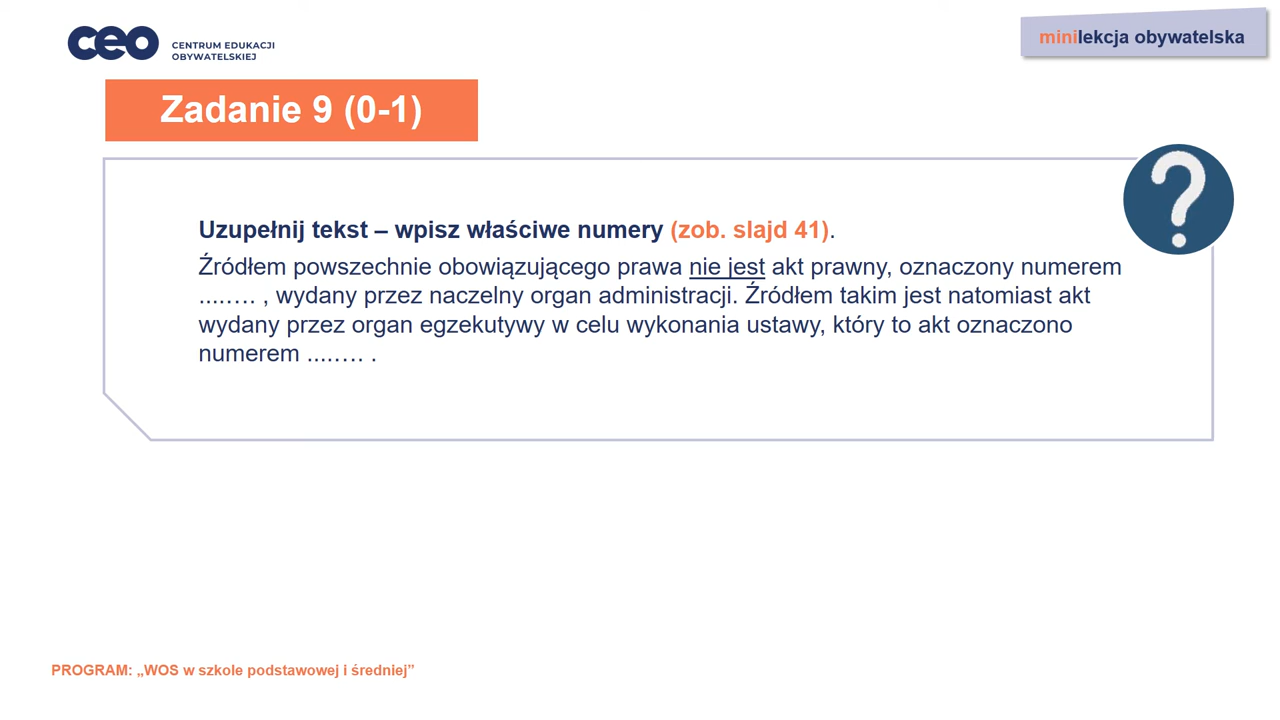 ceo CENTRUM EDUKACJI
OBYWATELSKIEJ
minilekcja obywatelska
Zadanie 9 (0-1)
?
Uzupełnij tekst – wpisz właściwe numery (zob. slajd 41).
Źródłem powszechnie obowiązującego prawa nie jest akt prawny, oznaczony numerem
....…. , wydany przez naczelny organ administracji. Źródłem takim jest natomiast akt
wydany przez organ egzekutywy w celu wykonania ustawy, który to akt oznaczono
numerem ....…. .
PROGRAM: „WOS w szkole podstawowej i średniej”